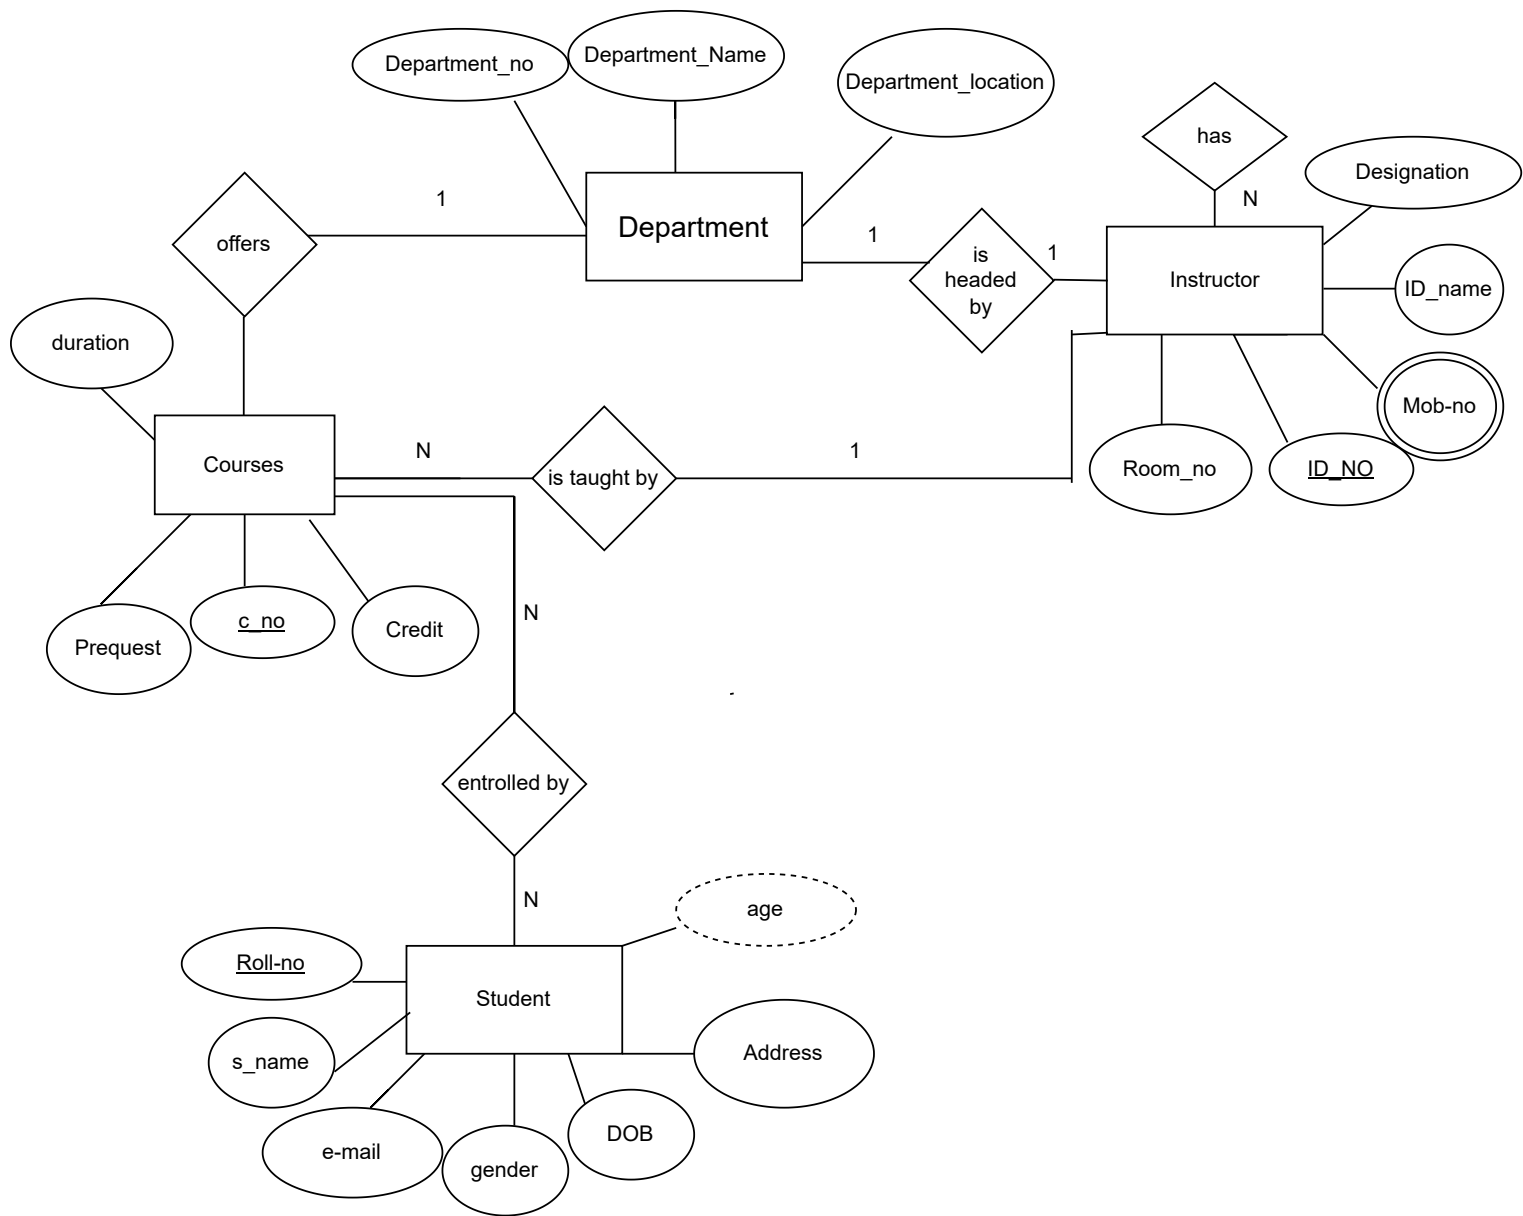 Department_no
Department_Name
Department_location
has
Designation
1
N
offers
Department
1
1
is
headed
by
Instructor
ID_name
duration
Mob-no
Courses
N
is taught by
1
Room_no
ID_NO
Prequest
c_no
Credit
N
entrolled by
N
age
Roll-no
Student
s_name
Address
e-mail
gender
DOB